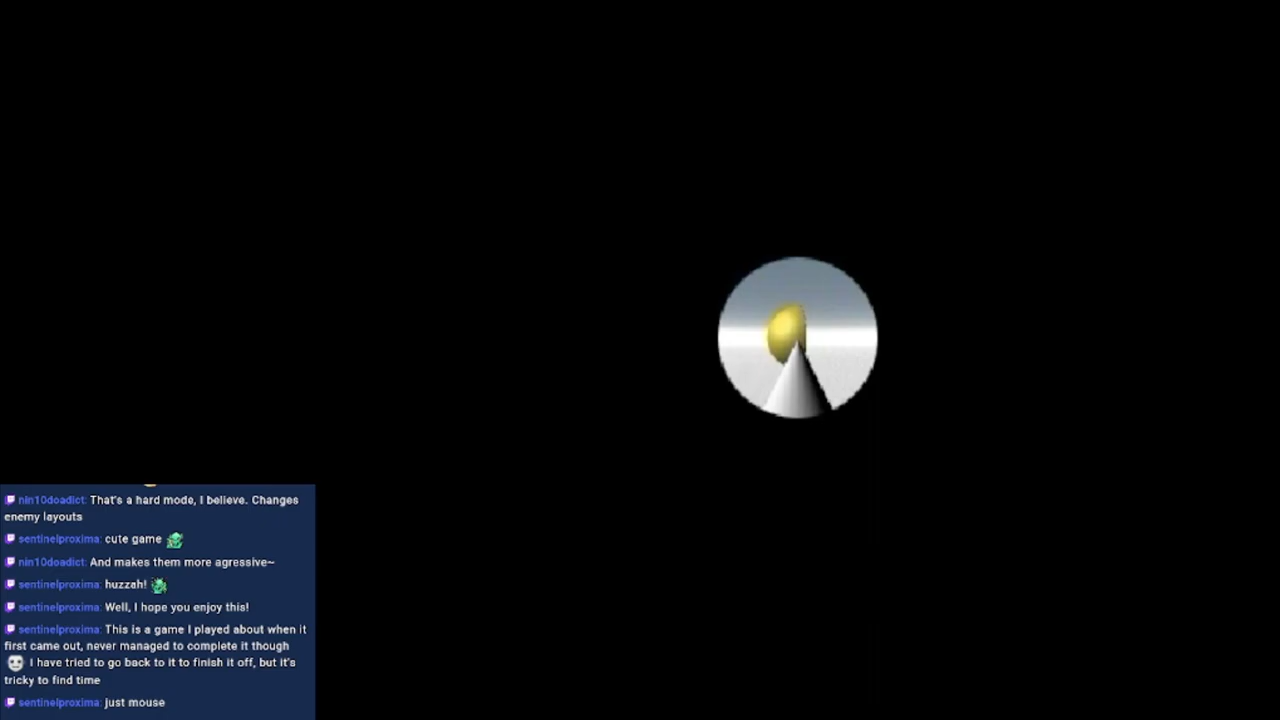 nin10doadict: That's a hard mode, I believe. Changes
enemy layouts
sentinelproxima: cute game
nin10doadict: And makes them more agressive~
sentinelproxima: huzzah!
sentinelproxima: Well, I hope you enjoy this!
sentinelproxima: This is a game I played about when it
first came out, never managed to complete it though
I have tried to go back to it to finish it off, but it's
tricky to find time
sentinelproxima: just mouse